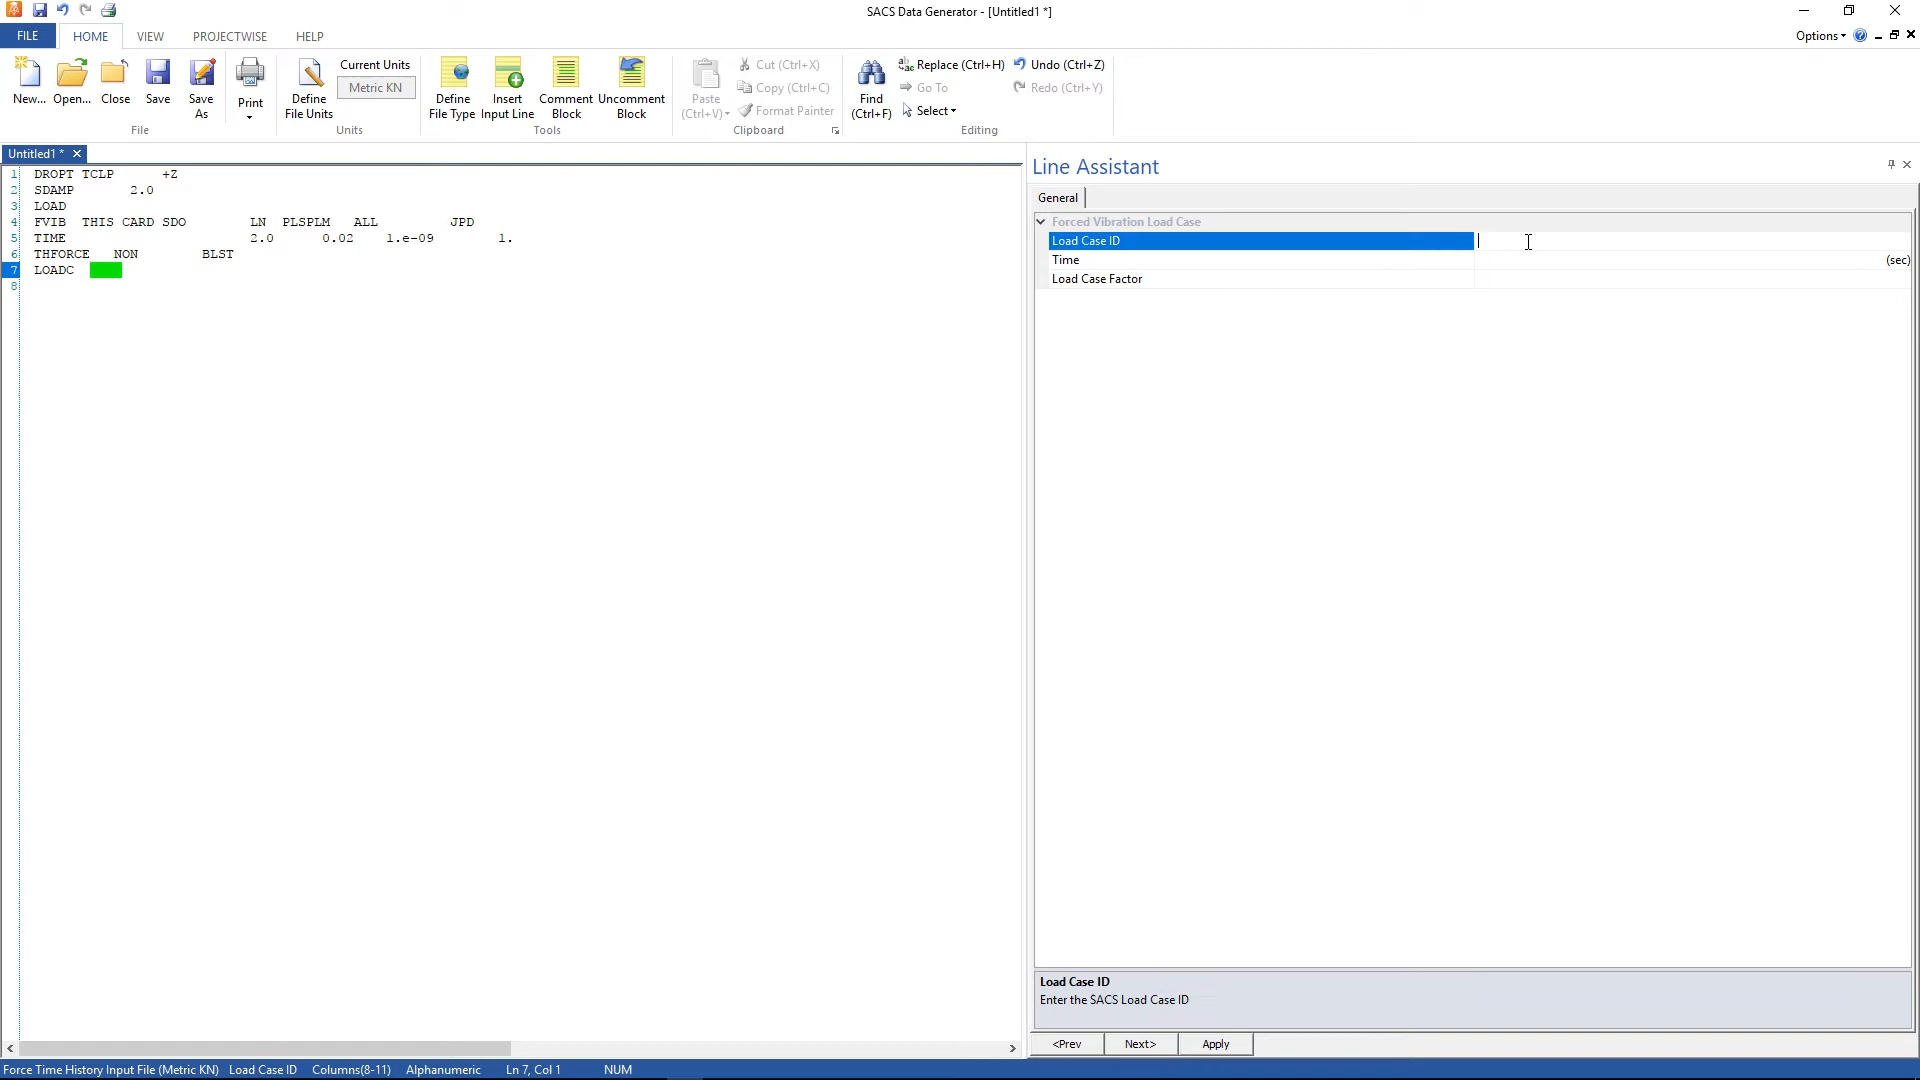 SACS Data Generator - [Untitled1 *]
FILE HOME VIEW PROJECTWISE HELP Options
New... Open... Close Save Save As Print
File
Define File Units
Current Units
Metric KN
Units
Define File Type Insert Input Line Comment Block Uncomment Block
Tools
Paste (Ctrl+V)
Cut (Ctrl+X)
Copy (Ctrl+C)
Format Painter
Clipboard
Find (Ctrl+F)
Replace (Ctrl+H)
Go To
Select
Undo (Ctrl+Z)
Redo (Ctrl+Y)
Editing
Untitled1 *
1 DROPT TCLP +Z
2 SDAMP 2.0
3 LOAD
4 FVIB THIS CARD SDO LN PLSPLM ALL JPD
5 TIME 2.0 0.02 1.e-09 1.
6 THFORCE NON BLST
7 LOADC
8
Line Assistant
General
Forced Vibration Load Case
Load Case ID
Time (sec)
Load Case Factor
Load Case ID
Enter the SACS Load Case ID
<Prev Next> Apply
Force Time History Input File (Metric KN) Load Case ID Columns(8-11) Alphanumeric Ln 7, Col 1 NUM